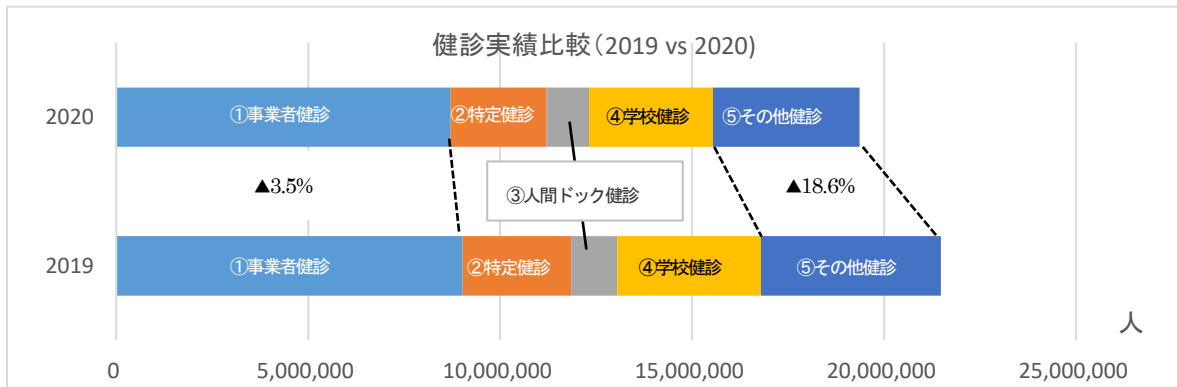 健診実績比較(2019 vs 2020)
2020
①事業者健診
②特定健診
④学校健診
⑤その他健診
▲3.5%
③人間ドック健診
▲18.6%
2019
①事業者健診
②特定健診
④学校健診
⑤その他健診
人
0
5,000,000
10,000,000
15,000,000
20,000,000
25,000,000